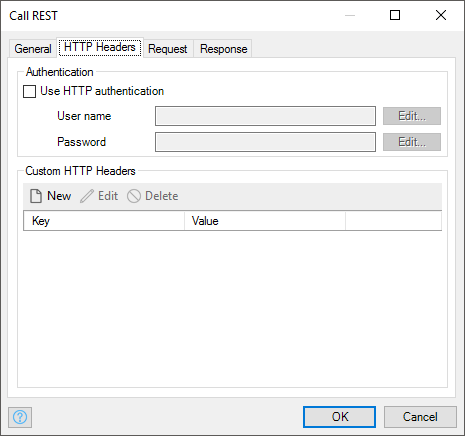 Call REST
General HTTP Headers Request Response
Authentication
Use HTTP authentication
User name Edit...
Password Edit...
Custom HTTP Headers
New Edit Delete
Key Value
? OK Cancel